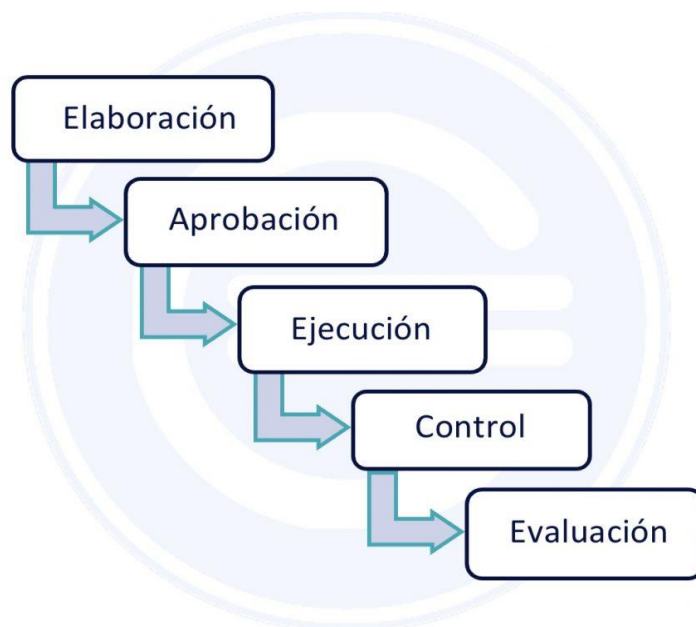 Elaboración
Aprobación
Ejecución
Control
Evaluación